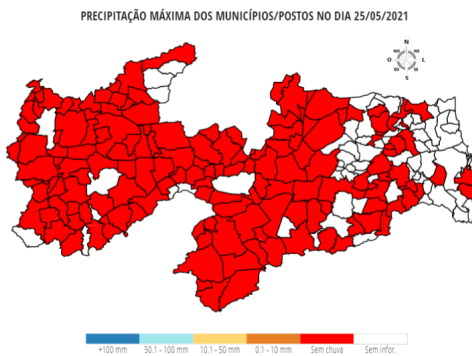 PRECIPITAÇÃO MÁXIMA DOS MUNICÍPIOS/POSTOS NO DIA 25/05/2021
N
NO NE
O L
SO SE
S
+100 mm 50.1 - 100 mm 10.1 - 50 mm 0.1 - 10 mm Sem chuva Sem infor.